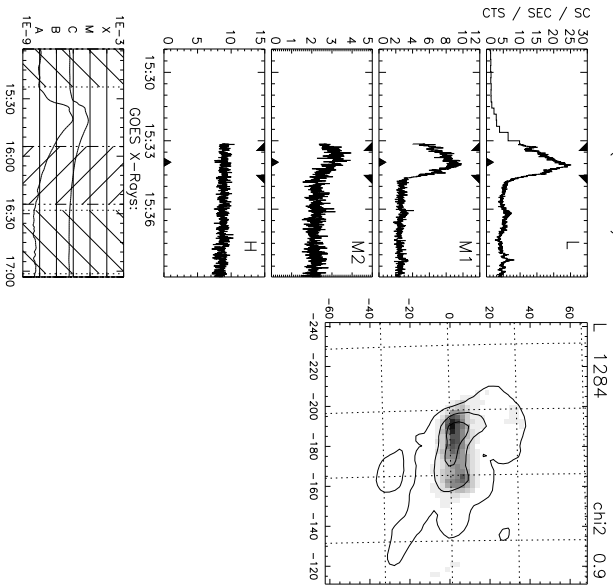 CTS / SEC / SC
0 5 10 15 20 25 30
L
0 2 4 6 8 10 12
M1
0 1 2 3 4 5
M2
0 5 10 15
H
15:30 15:33 15:36
GOES X-Rays:
1E-3
X
M
C
B
A
1E-9
15:30 16:00 16:30 17:00
L 1284 chi2 0.9
60
40
20
0
-20
-40
-60
-240 -220 -200 -180 -160 -140 -120